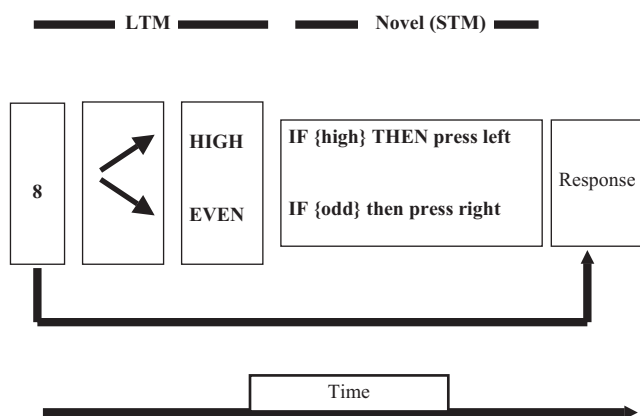 LTM Novel (STM)
HIGH IF {high} THEN press left
8 Response
EVEN IF {odd} then press right
Time